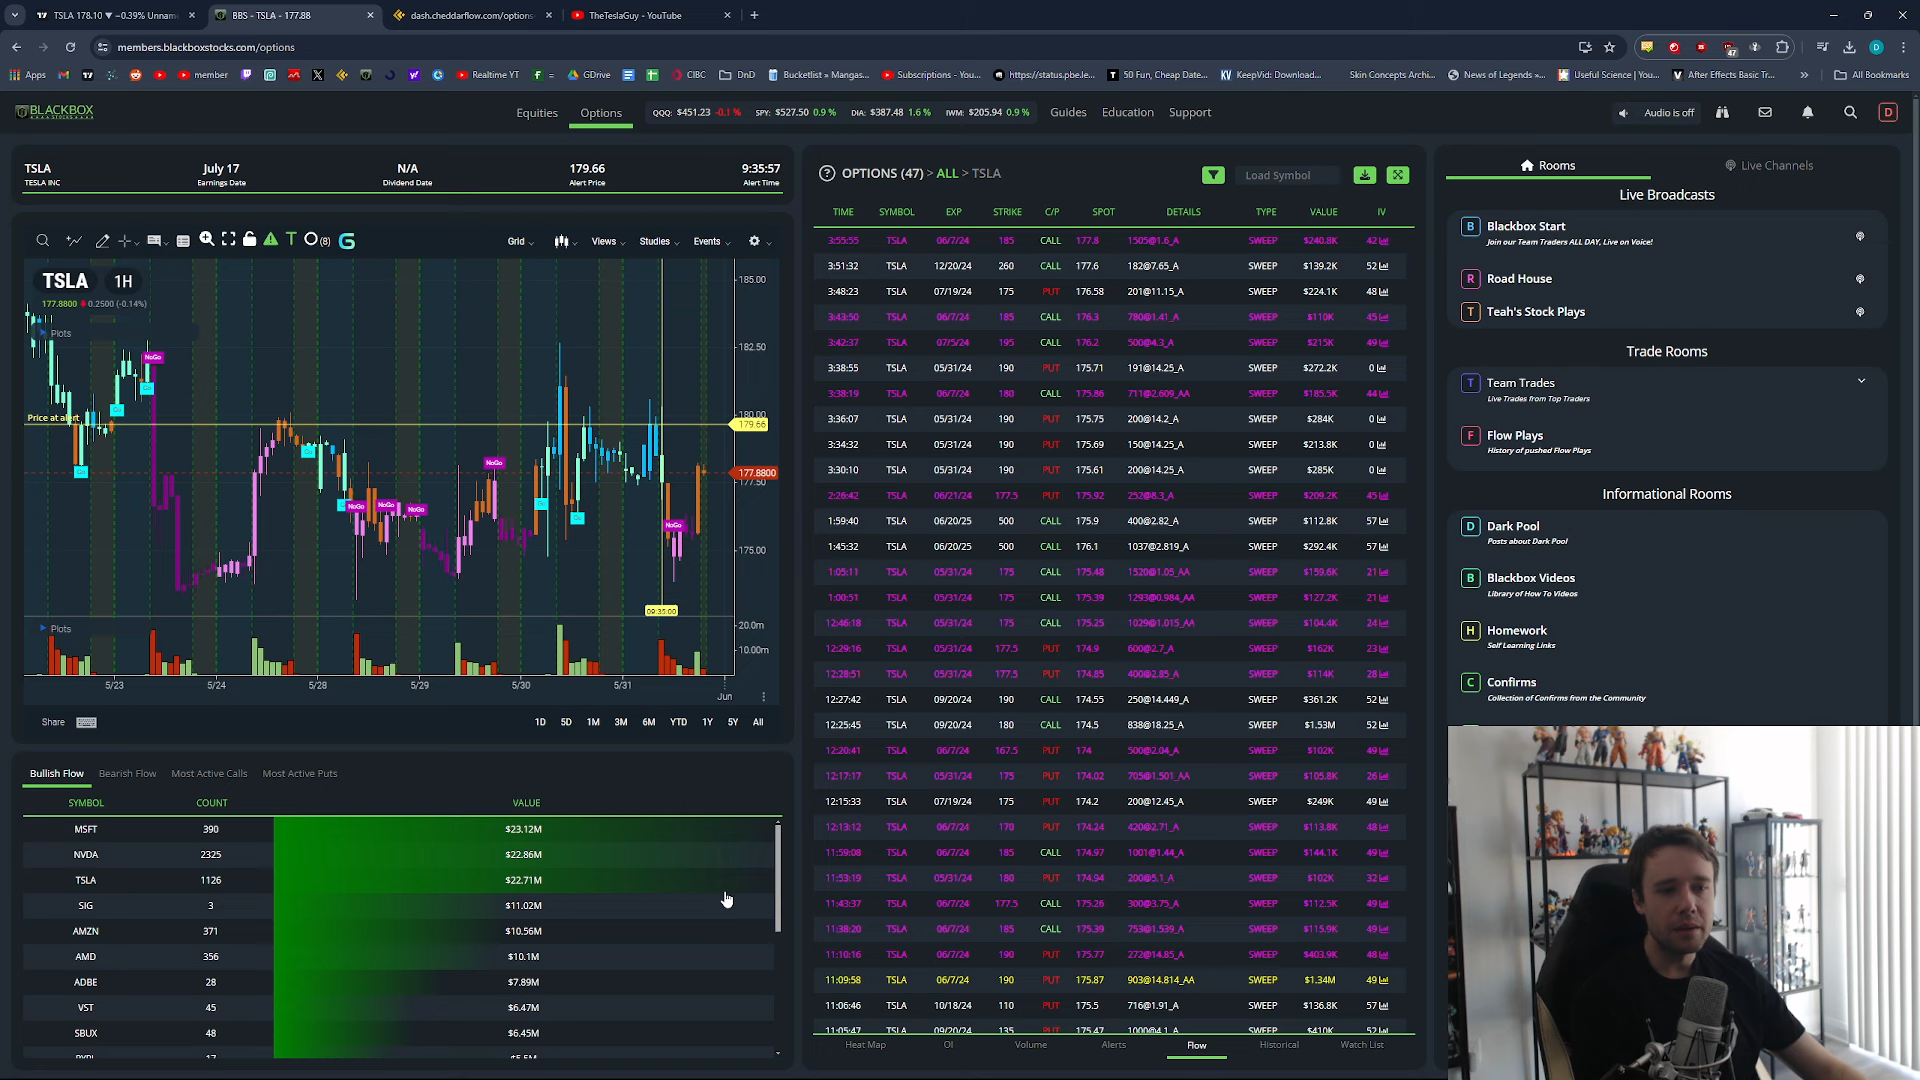 TSLA 178.10 ▼ −0.39% Unnam
BBS - TSLA - 177.88
dash.cheddarflow.com/options
TheTeslaGuy - YouTube
members.blackboxstocks.com/options
Apps
member
Realtime YT
GDrive
CIBC
DnD
Bucketlist – Mangas...
Subscriptions - You...
https://status.pbe.le...
50 Fun, Cheap Date...
KeepVid: Download...
Skin Concepts Archi...
News of Legends »...
Useful Science | You...
After Effects Basic Tr...
All Bookmarks
BLACKBOX
STOCKS
Equities
Options
QQQ: $451.23 -0.1 %
SPY: $527.50 0.9 %
DIA: $387.48 1.6 %
IWM: $205.94 0.9 %
Guides
Education
Support
Audio is off
D
TSLA July 17 N/A 179.66 9:35:57
TESLA INC Earnings Date Dividend Date Alert Price Alert Time
Grid Views Studies Events
TSLA 1H
177.8800 0.2500 (-0.14%)
Plots
NoGo
Price at alert
185.00
182.50
180.00
179.66
177.8800
177.50
175.00
09:35:00
Plots
20.0m
10.00m
5/23 5/24 5/28 5/29 5/30 5/31 Jun
Share
1D 5D 1M 3M 6M YTD 1Y 5Y All
Bullish Flow Bearish Flow Most Active Calls Most Active Puts
SYMBOL COUNT VALUE
MSFT 390 $23.12M
NVDA 2325 $22.86M
TSLA 1126 $22.71M
SIG 3 $11.02M
AMZN 371 $10.56M
AMD 356 $10.1M
ADBE 28 $7.89M
VST 45 $6.47M
SBUX 48 $6.45M
OPTIONS (47) > ALL > TSLA
Load Symbol
TIME SYMBOL EXP STRIKE C/P SPOT DETAILS TYPE VALUE IV
3:55:55 TSLA 06/7/24 185 CALL 177.8 1505@1.6_A SWEEP $240.8K 42
3:51:32 TSLA 12/20/24 260 CALL 177.6 182@7.65_A SWEEP $139.2K 52
3:48:23 TSLA 07/19/24 175 PUT 176.58 201@11.15_A SWEEP $224.1K 48
3:43:50 TSLA 06/7/24 185 CALL 176.3 780@1.41_A SWEEP $110K 45
3:42:37 TSLA 07/5/24 195 CALL 176.2 500@4.3_A SWEEP $215K 49
3:38:55 TSLA 05/31/24 190 PUT 175.71 191@14.25_A SWEEP $272.2K 0
3:38:19 TSLA 06/7/24 180 CALL 175.86 711@2.609_AA SWEEP $185.5K 44
3:36:07 TSLA 05/31/24 190 PUT 175.75 200@14.2_A SWEEP $284K 0
3:34:32 TSLA 05/31/24 190 PUT 175.69 150@14.25_A SWEEP $213.8K 0
3:30:10 TSLA 05/31/24 190 PUT 175.61 200@14.25_A SWEEP $285K 0
2:26:42 TSLA 06/21/24 177.5 PUT 175.92 252@8.3_A SWEEP $209.2K 45
1:59:40 TSLA 06/20/25 500 CALL 175.9 400@2.82_A SWEEP $112.8K 57
1:45:32 TSLA 06/20/25 500 CALL 176.1 1037@2.819_A SWEEP $292.4K 57
1:05:11 TSLA 05/31/24 175 CALL 175.48 1520@1.05_AA SWEEP $159.6K 21
1:00:51 TSLA 05/31/24 175 CALL 175.39 1293@0.984_AA SWEEP $127.2K 21
12:46:18 TSLA 05/31/24 175 CALL 175.25 1029@1.015_AA SWEEP $104.4K 24
12:29:16 TSLA 05/31/24 177.5 PUT 174.9 600@2.7_A SWEEP $162K 23
12:28:51 TSLA 05/31/24 177.5 PUT 174.85 400@2.85_A SWEEP $114K 28
12:27:42 TSLA 09/20/24 190 CALL 174.55 250@14.449_A SWEEP $361.2K 52
12:25:45 TSLA 09/20/24 180 CALL 174.5 838@18.25_A SWEEP $1.53M 52
12:20:41 TSLA 06/7/24 167.5 PUT 174 500@2.04_A SWEEP $102K 49
12:17:17 TSLA 05/31/24 175 PUT 174.02 705@1.501_AA SWEEP $105.8K 26
12:15:33 TSLA 07/19/24 175 PUT 174.2 200@12.45_A SWEEP $249K 49
12:13:12 TSLA 06/7/24 170 PUT 174.24 420@2.71_A SWEEP $113.8K 48
11:59:08 TSLA 06/7/24 185 CALL 174.97 1001@1.44_A SWEEP $144.1K 49
11:53:19 TSLA 05/31/24 180 PUT 174.94 200@5.1_A SWEEP $102K 32
11:43:37 TSLA 06/7/24 177.5 CALL 175.26 300@3.75_A SWEEP $112.5K 49
11:38:20 TSLA 06/7/24 185 CALL 175.39 753@1.539_A SWEEP $115.9K 49
11:10:16 TSLA 06/7/24 190 PUT 175.77 272@14.85_A SWEEP $403.9K 48
11:09:58 TSLA 06/7/24 190 PUT 175.87 903@14.814_AA SWEEP $1.34M 49
11:06:46 TSLA 10/18/24 110 PUT 175.5 716@1.91_A SWEEP $136.8K 57
11:05:47 TSLA 09/20/24 135 PUT 175.47 1000@4.1_A SWEEP $410K 52
Heat Map OI Volume Alerts Flow Historical Watch List
Rooms
Live Channels
Live Broadcasts
B Blackbox Start
Join our Team Traders ALL DAY, Live on Voice!
R Road House
T Teah's Stock Plays
Trade Rooms
T Team Trades
Live Trades from Top Traders
F Flow Plays
History of pushed Flow Plays
Informational Rooms
D Dark Pool
Posts about Dark Pool
B Blackbox Videos
Library of How To Videos
H Homework
Self Learning Links
C Confirms
Collection of Confirms from the Community